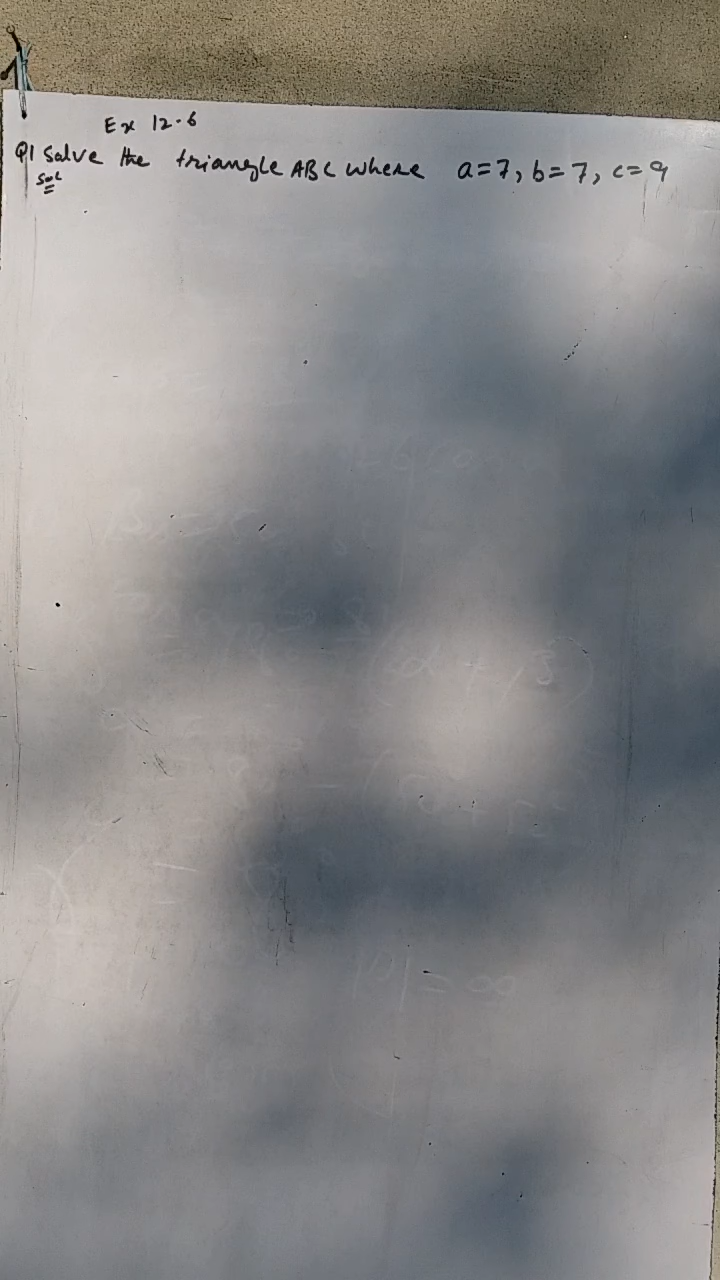 Ex 12.6
Q1 Solve the triangle ABC where a=7, b=7, c=9
Sol